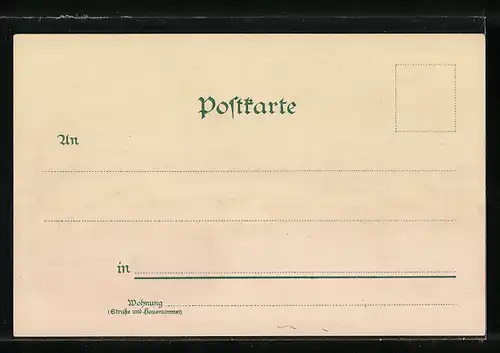 Postkarte
An
in
Wohnung
(Straße und Hausnummer)